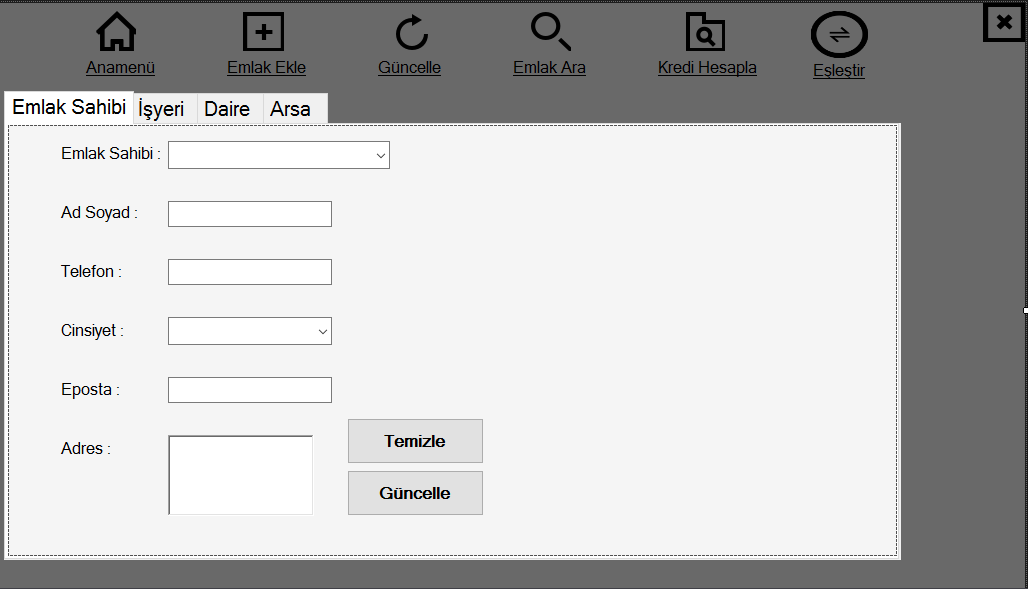 Anamenü
Emlak Ekle
Güncelle
Emlak Ara
Kredi Hesapla
Eşleştir
Emlak Sahibi
İşyeri
Daire
Arsa
Emlak Sahibi :
Ad Soyad :
Telefon :
Cinsiyet :
Eposta :
Adres :
Temizle
Güncelle